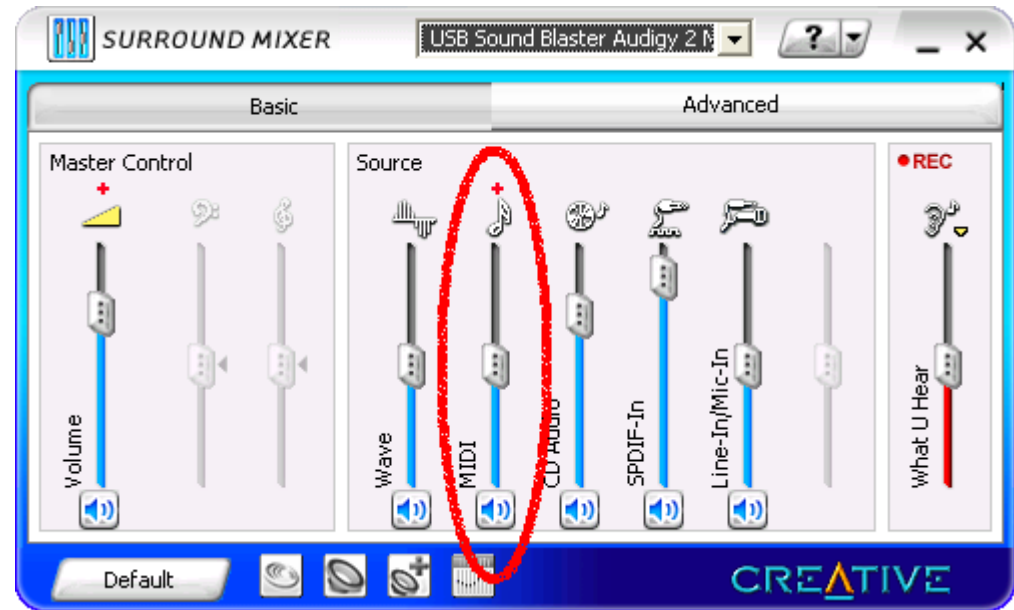 SURROUND MIXER
USB Sound Blaster Audigy 2 N
?
Basic
Advanced
Master Control
Source
REC
Volume
Wave
MIDI
CD Audio
SPDIF-In
Line-In/Mic-In
What U Hear
Default
CREATIVE